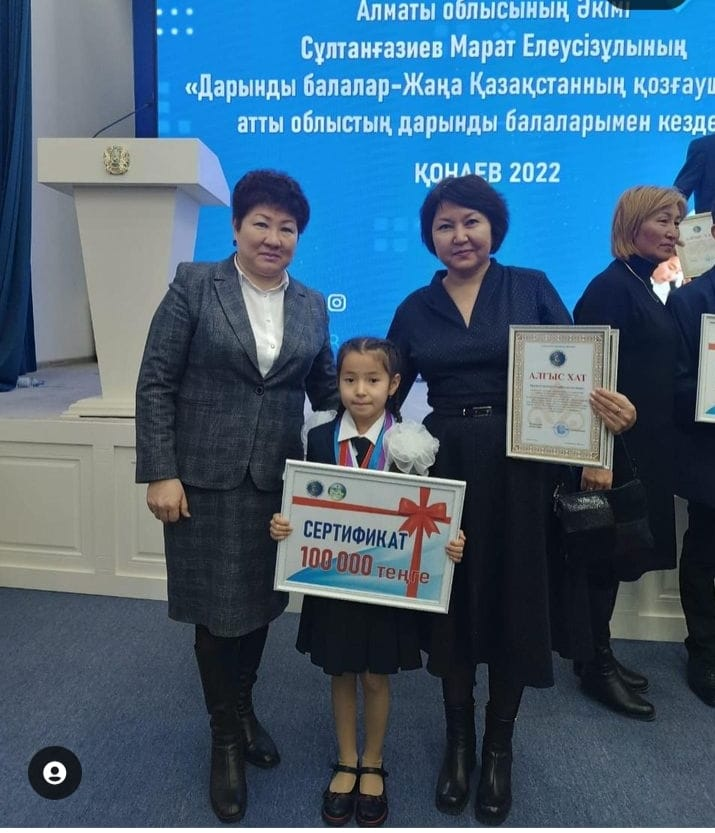 Алматы облысының Әкімі
Сұлтанғазиев Марат Елеусізұлының
«Дарынды балалар-Жаңа Қазақстанның қозғауш
атты облыстың дарынды балаларымен кезде
ҚОНАЕВ 2022
АЛҒЫС ХАТ
СЕРТИФИКАТ
100 000 теңге